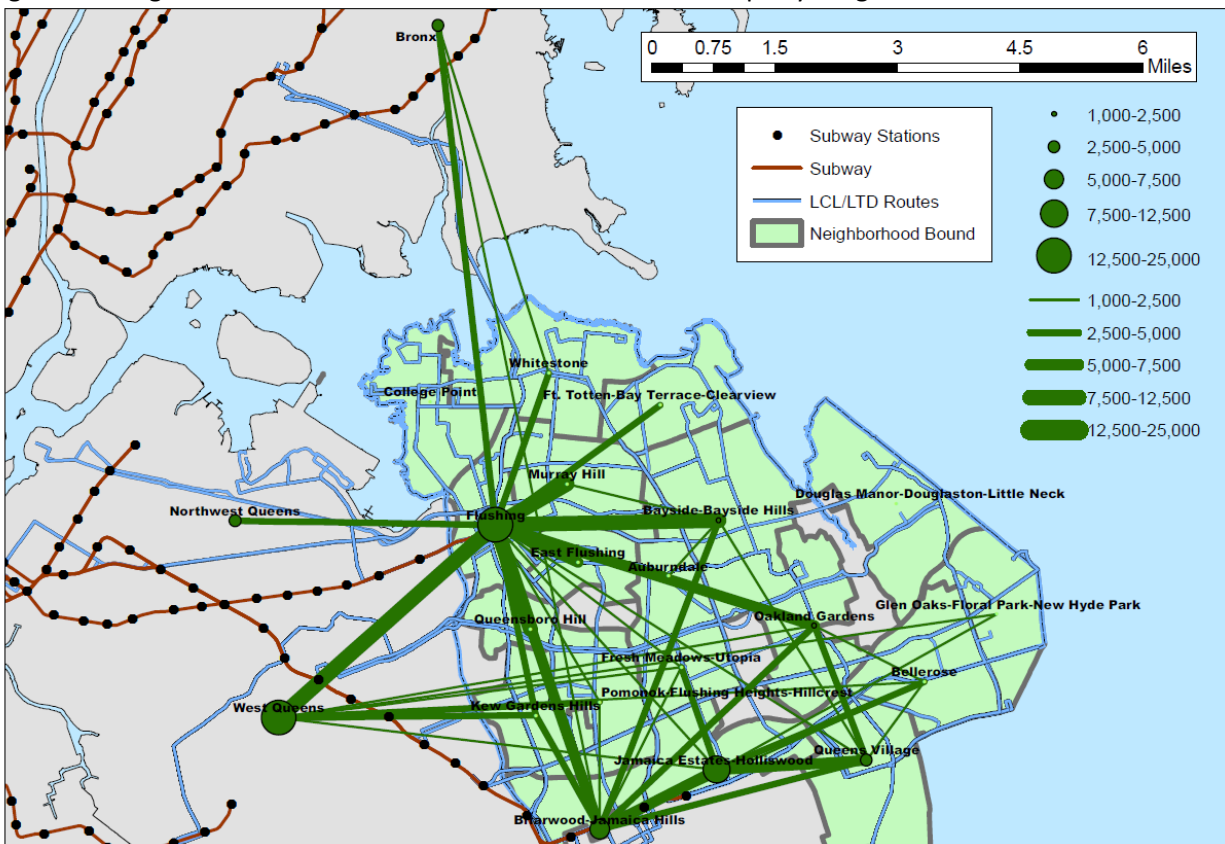 Bronx
0 0.75 1.5 3 4.5 6
Miles
Subway Stations
Subway
LCL/LTD Routes
Neighborhood Bound
1,000-2,500
2,500-5,000
5,000-7,500
7,500-12,500
12,500-25,000
1,000-2,500
2,500-5,000
5,000-7,500
7,500-12,500
12,500-25,000
Whitestone
College Point
Ft. Totten-Bay Terrace-Clearview
Murray Hill
Douglas Manor-Douglaston-Little Neck
Northwest Queens
Flushing
Bayside-Bayside Hills
East Flushing
Auburndale
Glen Oaks-Floral Park-New Hyde Park
Queensboro Hill
Oakland Gardens
Fresh Meadows-Utopia
Bellerose
Pomonok-Flushing Heights-Hillcrest
West Queens
Kew Gardens Hills
Queens Village
Jamaica Estates-Holliswood
Briarwood-Jamaica Hills